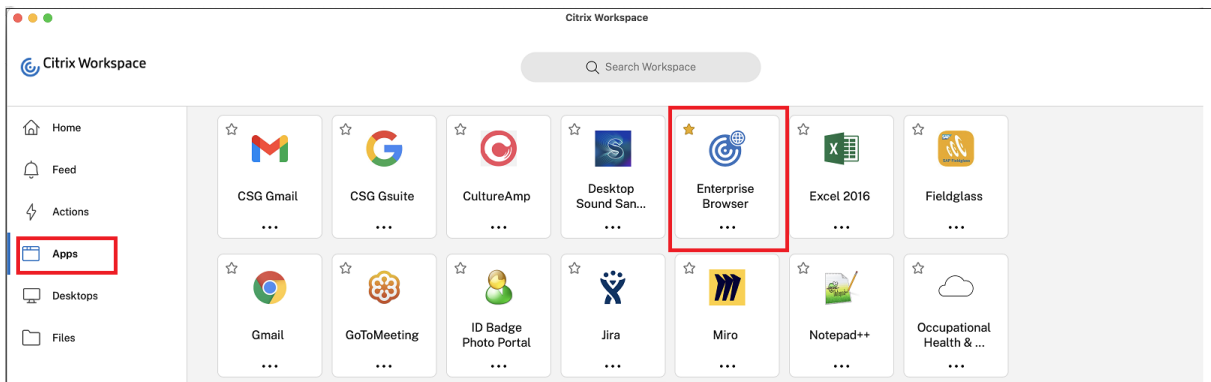 Citrix Workspace
Citrix Workspace
Search Workspace
Home
Feed
Actions
Apps
Desktops
Files
CSG Gmail
CSG Gsuite
CultureAmp
Desktop
Sound San...
Enterprise
Browser
Excel 2016
Fieldglass
Gmail
GoToMeeting
ID Badge
Photo Portal
Jira
Miro
Notepad++
Occupational
Health & ...